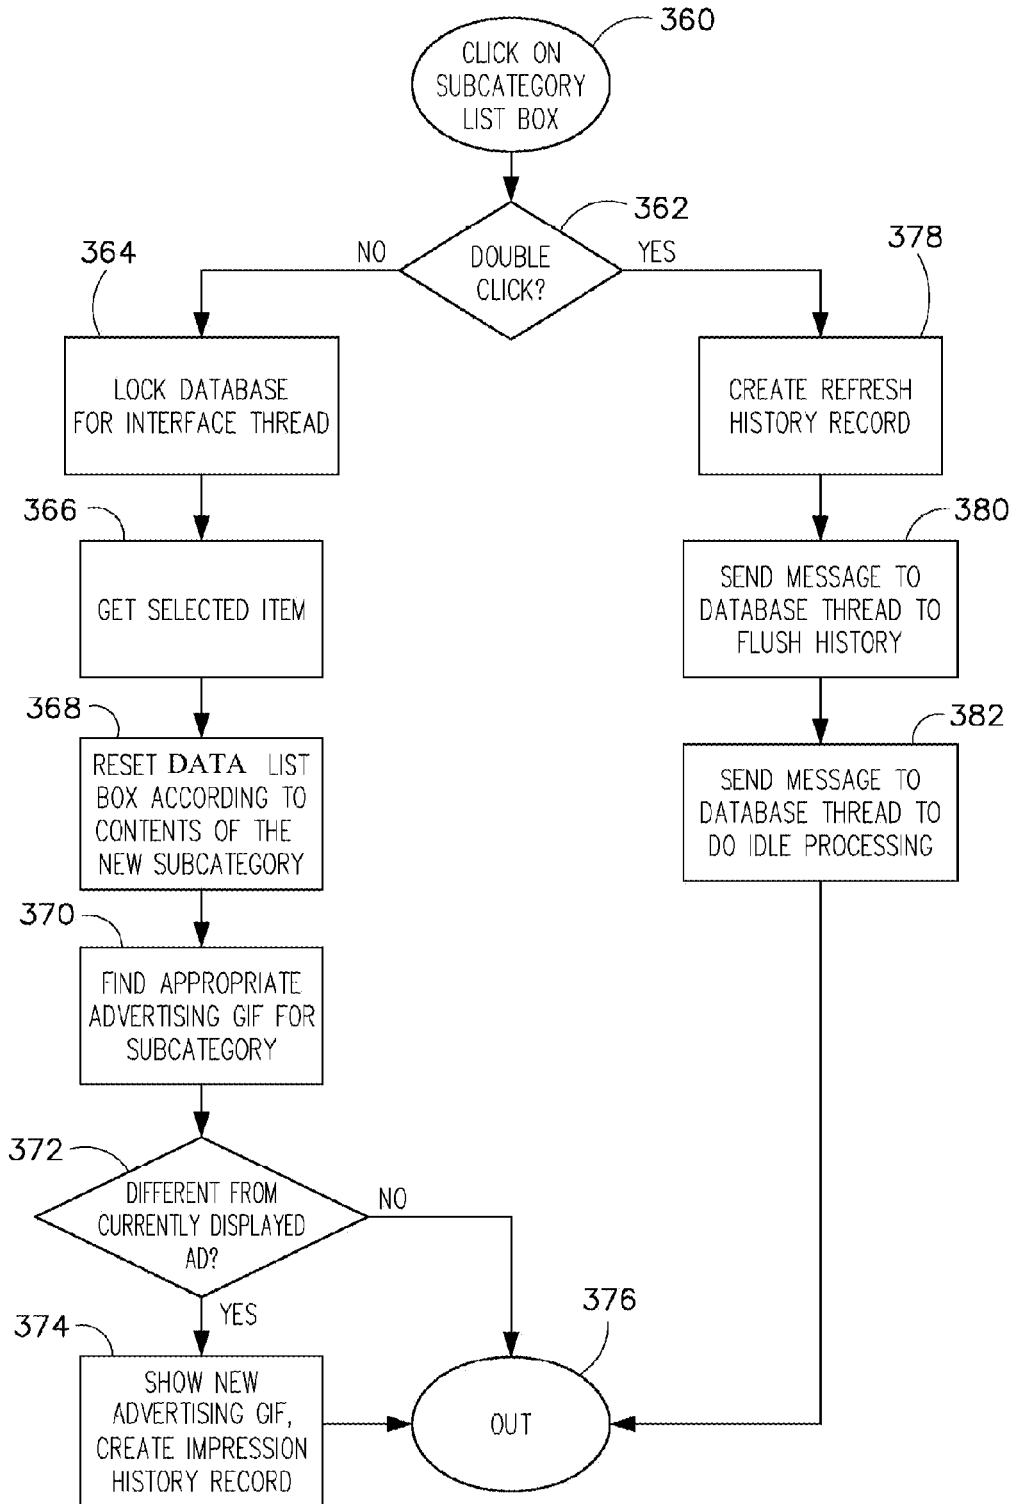 360
CLICK ON
SUBCATEGORY
LIST BOX
362
DOUBLE
CLICK?
NO
YES
364
LOCK DATABASE
FOR INTERFACE THREAD
378
CREATE REFRESH
HISTORY RECORD
366
GET SELECTED ITEM
380
SEND MESSAGE TO
DATABASE THREAD TO
FLUSH HISTORY
368
RESET DATA LIST
BOX ACCORDING TO
CONTENTS OF THE
NEW SUBCATEGORY
382
SEND MESSAGE TO
DATABASE THREAD TO
DO IDLE PROCESSING
370
FIND APPROPRIATE
ADVERTISING GIF FOR
SUBCATEGORY
372
DIFFERENT FROM
CURRENTLY DISPLAYED
AD?
NO
YES
374
SHOW NEW
ADVERTISING GIF,
CREATE IMPRESSION
HISTORY RECORD
376
OUT